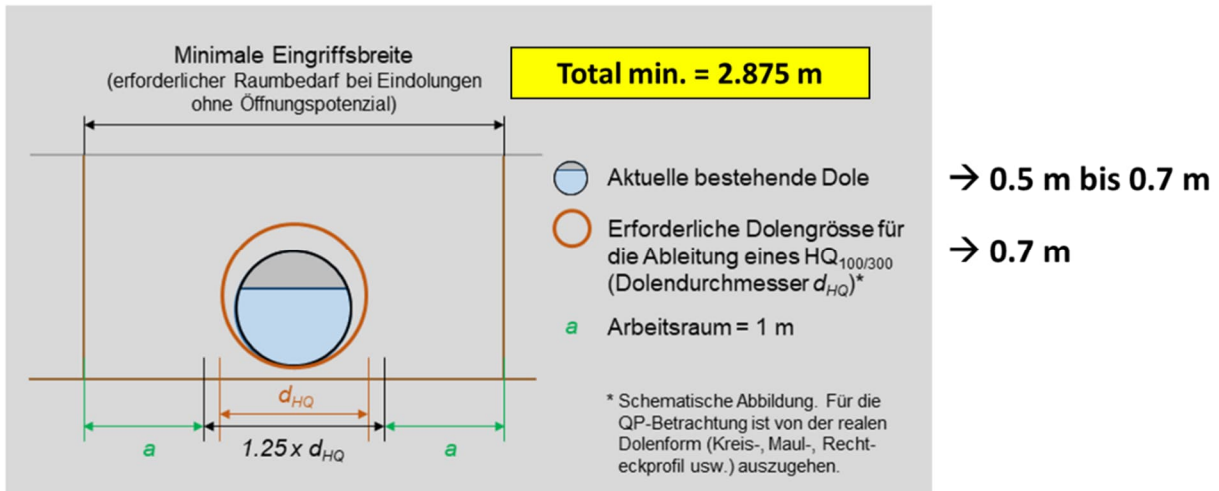 Minimale Eingriffsbreite
(erforderlicher Raumbedarf bei Eindolungen
ohne Öffnungspotenzial)
Total min. = 2.875 m
Aktuelle bestehende Dole
→ 0.5 m bis 0.7 m
Erforderliche Dolengrösse für
die Ableitung eines HQ100/300
(Dolendurchmesser dHQ)*
→ 0.7 m
a Arbeitsraum = 1 m
dHQ
a
1.25 x dHQ
a
* Schematische Abbildung. Für die
QP-Betrachtung ist von der realen
Dolenform (Kreis-, Maul-, Recht-
eckprofil usw.) auszugehen.